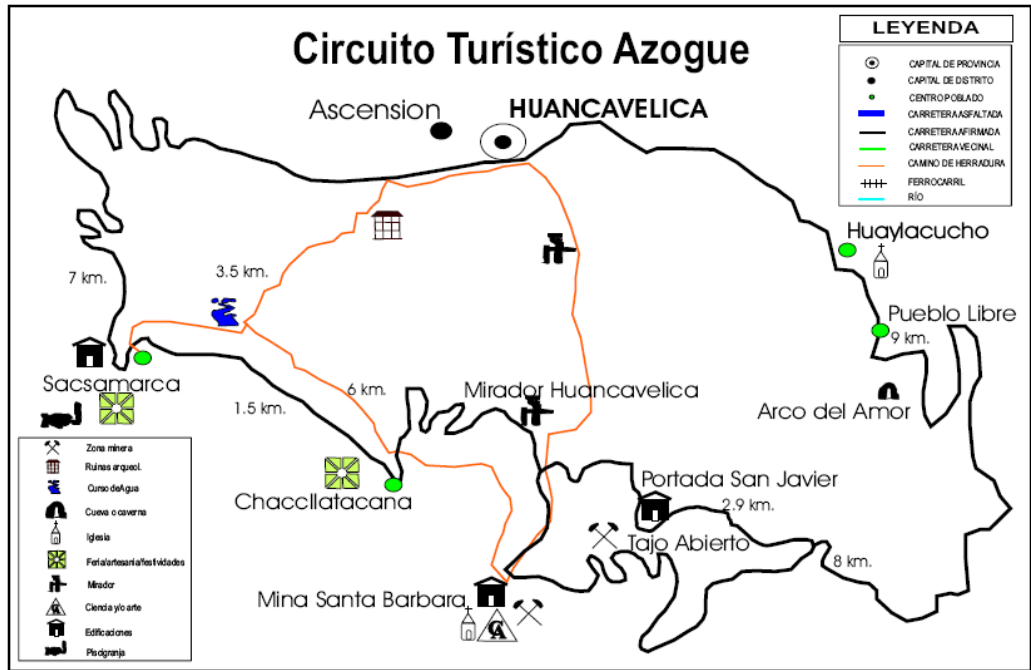 Circuito Turístico Azogue
LEYENDA
CAPITAL DE PROVINCIA
CAPITAL DE DISTRITO
CENTRO POBLADO
CARRETERA ASFALTADA
CARRETERA AFIRMADA
CARRETERA VECINAL
CAMINO DE HERRADURA
FERROCARRIL
RÍO
Ascension
HUANCAVELICA
Huaylacucho
7 km.
3.5 km.
Pueblo Libre
9 km.
Sacsamarca
6 km.
Mirador Huancavelica
1.5 km.
Arco del Amor
Chaccllatacana
Portada San Javier
2.9 km.
Tajo Abierto
8 km.
Mina Santa Barbara
CA
Zona minera
Ruinas arqueol.
Curso de Agua
Cueva o caverna
Iglesia
Feria/artesania/festividades
Mirador
Ciencia y/o arte
CA
Edificaciones
Piscigranja